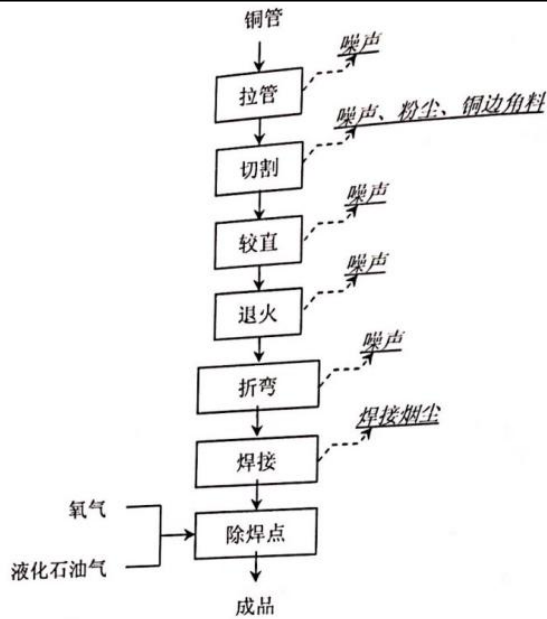 铜管
噪声
拉管
噪声、粉尘、铜边角料
切割
噪声
较直
噪声
退火
噪声
折弯
焊接烟尘
焊接
氧气
除焊点
液化石油气
成品